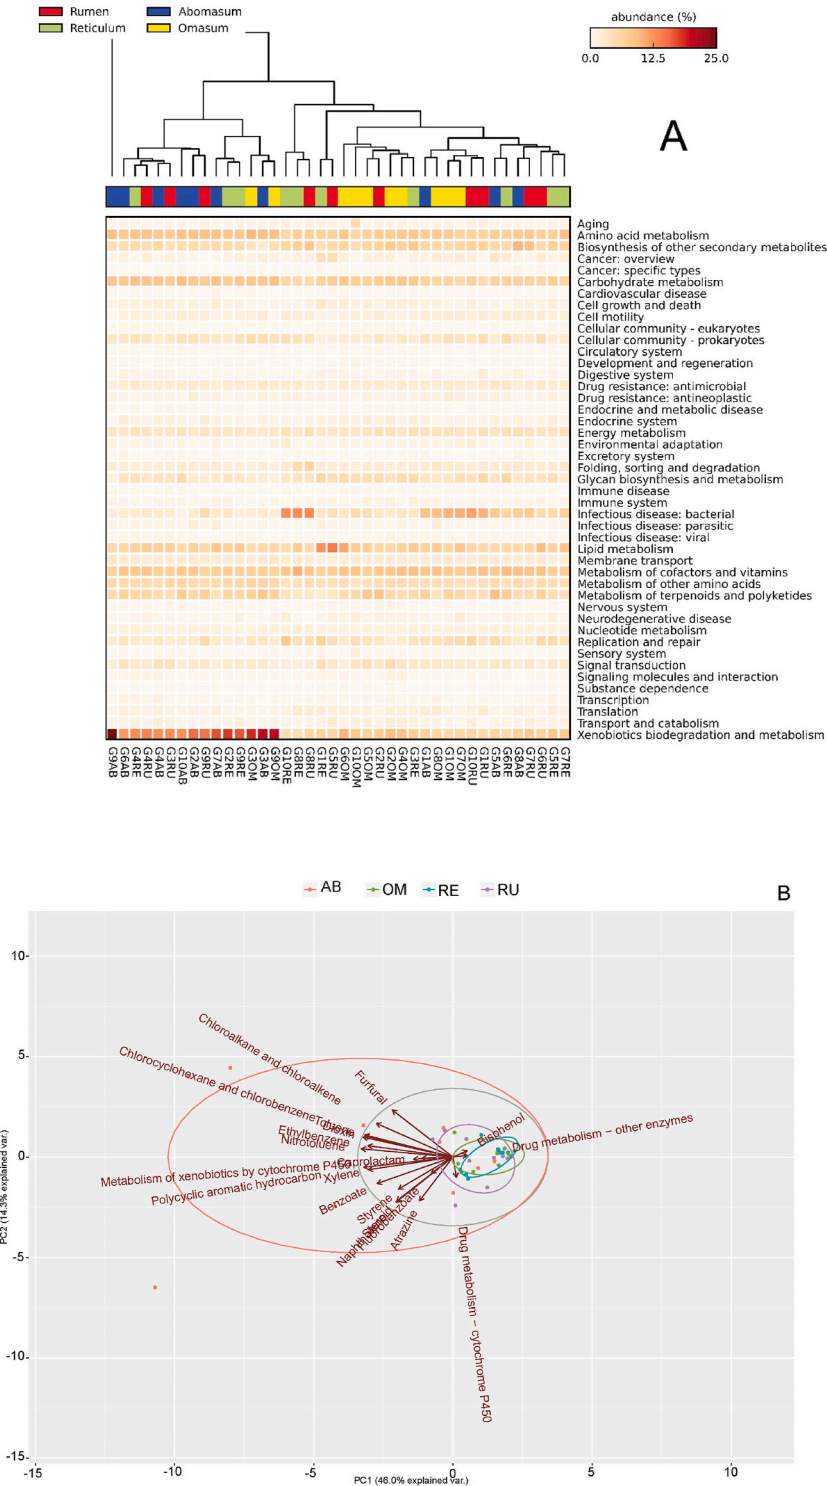 Rumen Abomasum
Reticulum Omasum
abundance (%)
0.0 12.5 25.0
A
Aging
Amino acid metabolism
Biosynthesis of other secondary metabolites
Cancer: overview
Cancer: specific types
Carbohydrate metabolism
Cardiovascular disease
Cell growth and death
Cell motility
Cellular community - eukaryotes
Cellular community - prokaryotes
Circulatory system
Development and regeneration
Digestive system
Drug resistance: antimicrobial
Drug resistance: antineoplastic
Endocrine and metabolic disease
Endocrine system
Energy metabolism
Environmental adaptation
Excretory system
Folding, sorting and degradation
Glycan biosynthesis and metabolism
Immune disease
Immune system
Infectious disease: bacterial
Infectious disease: parasitic
Infectious disease: viral
Lipid metabolism
Membrane transport
Metabolism of cofactors and vitamins
Metabolism of other amino acids
Metabolism of terpenoids and polyketides
Nervous system
Neurodegenerative disease
Nucleotide metabolism
Replication and repair
Sensory system
Signal transduction
Signaling molecules and interaction
Substance dependence
Transcription
Translation
Transport and catabolism
Xenobiotics biodegradation and metabolism
G9AB G6AB G4RE G4RU G4AB G3RU G10AB G2AB G9RU G7AB G2RE G9RE G3OM G3AB G9OM G10RE G8RE G8RU G1RE G5RU G6OM G10OM G5OM G2RU G2OM G4OM G3RE G1AB G8OM G1OM G7OM G10RU G1RU G5AB G6RE G8AB G7RU G6RU G5RE G7RE
AB OM RE RU
B
PC2 (14.3% explained var.)
10
5
0
-5
-10
-15
Chloroalkane and chloroalkene
Chlorocyclohexane and chlorobenzene
Furfural
Toluene
Dioxin
Ethylbenzene
Nitrotoluene
Bisphenol
Drug metabolism − other enzymes
Caprolactam
Metabolism of xenobiotics by cytochrome P450
Polycyclic aromatic hydrocarbon
Xylene
Benzoate
Styrene
Fluorobenzoate
Atrazine
Drug metabolism − cytochrome P450
-15 -10 -5 0 5 10
PC1 (46.0% explained var.)